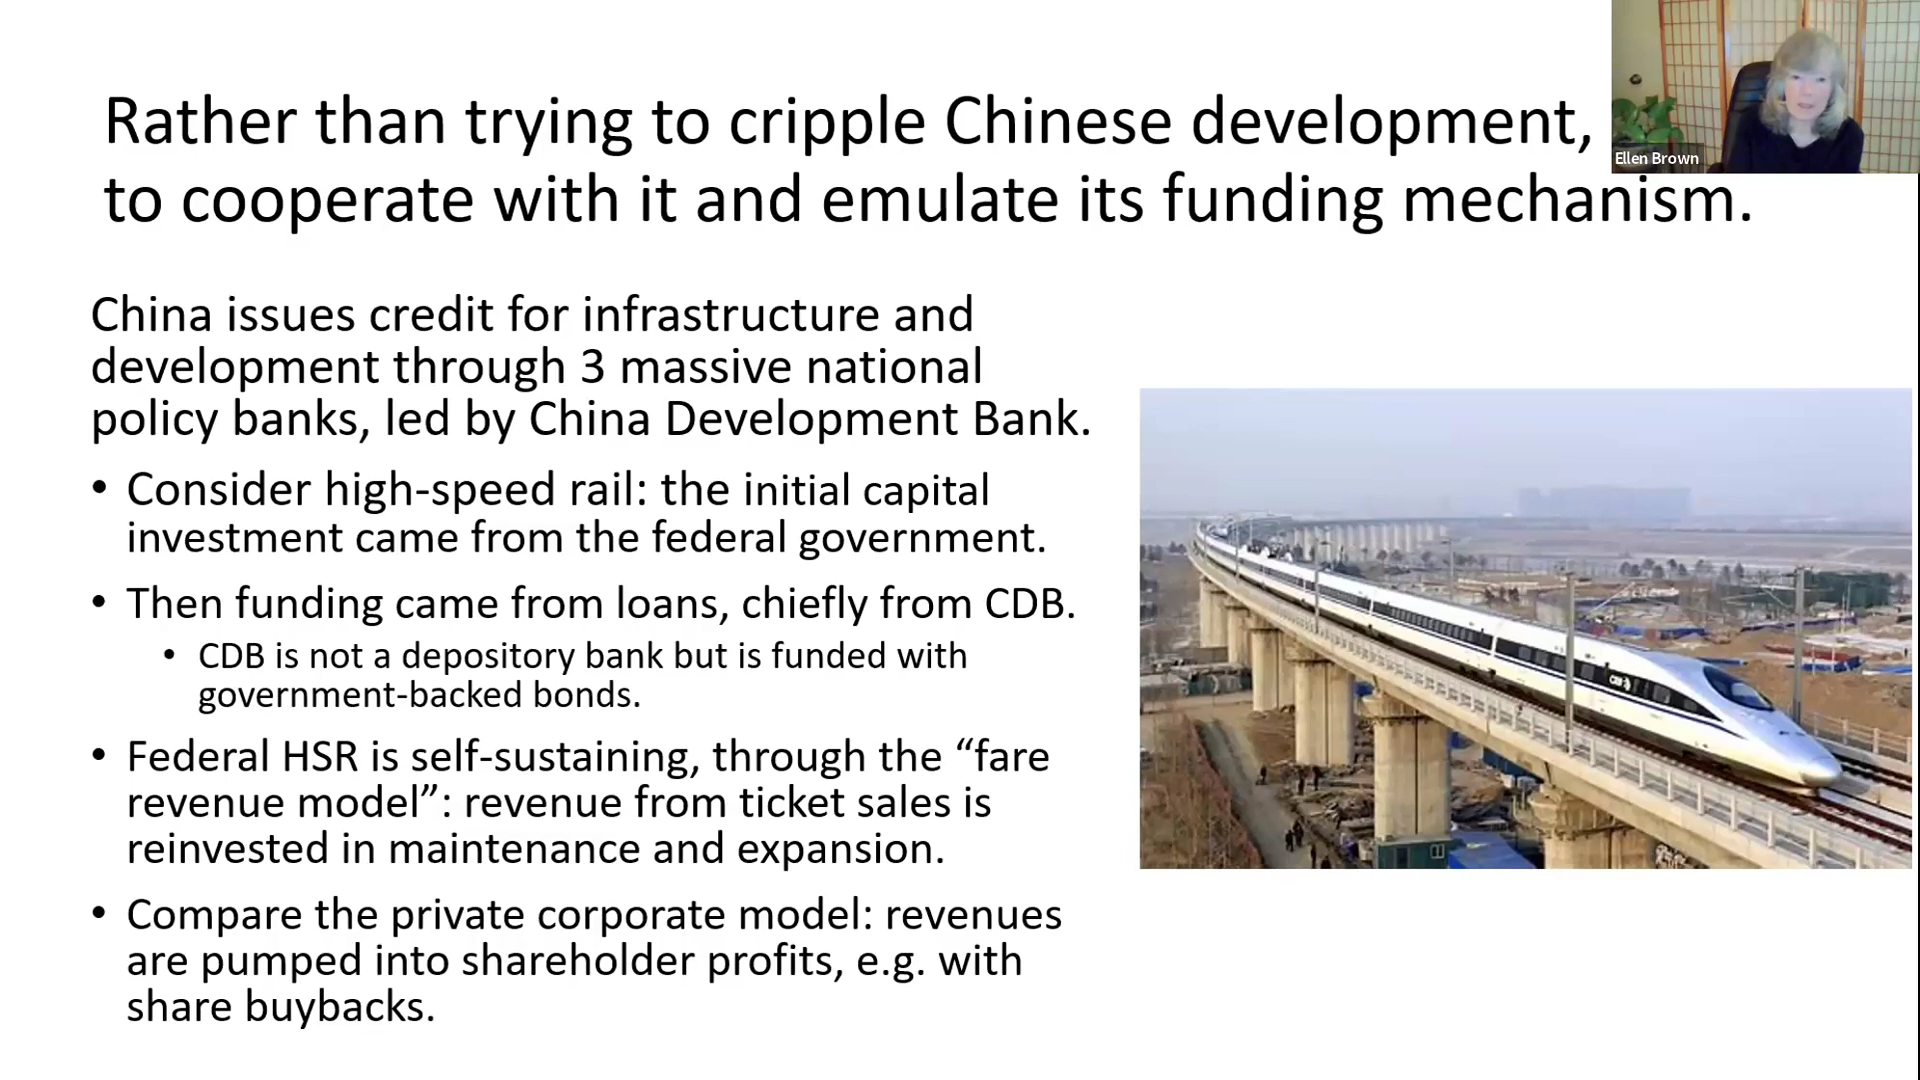 Rather than trying to cripple Chinese development,
to cooperate with it and emulate its funding mechanism.
Ellen Brown
China issues credit for infrastructure and
development through 3 massive national
policy banks, led by China Development Bank.
• Consider high-speed rail: the initial capital
investment came from the federal government.
• Then funding came from loans, chiefly from CDB.
• CDB is not a depository bank but is funded with
government-backed bonds.
• Federal HSR is self-sustaining, through the “fare
revenue model”: revenue from ticket sales is
reinvested in maintenance and expansion.
• Compare the private corporate model: revenues
are pumped into shareholder profits, e.g. with
share buybacks.